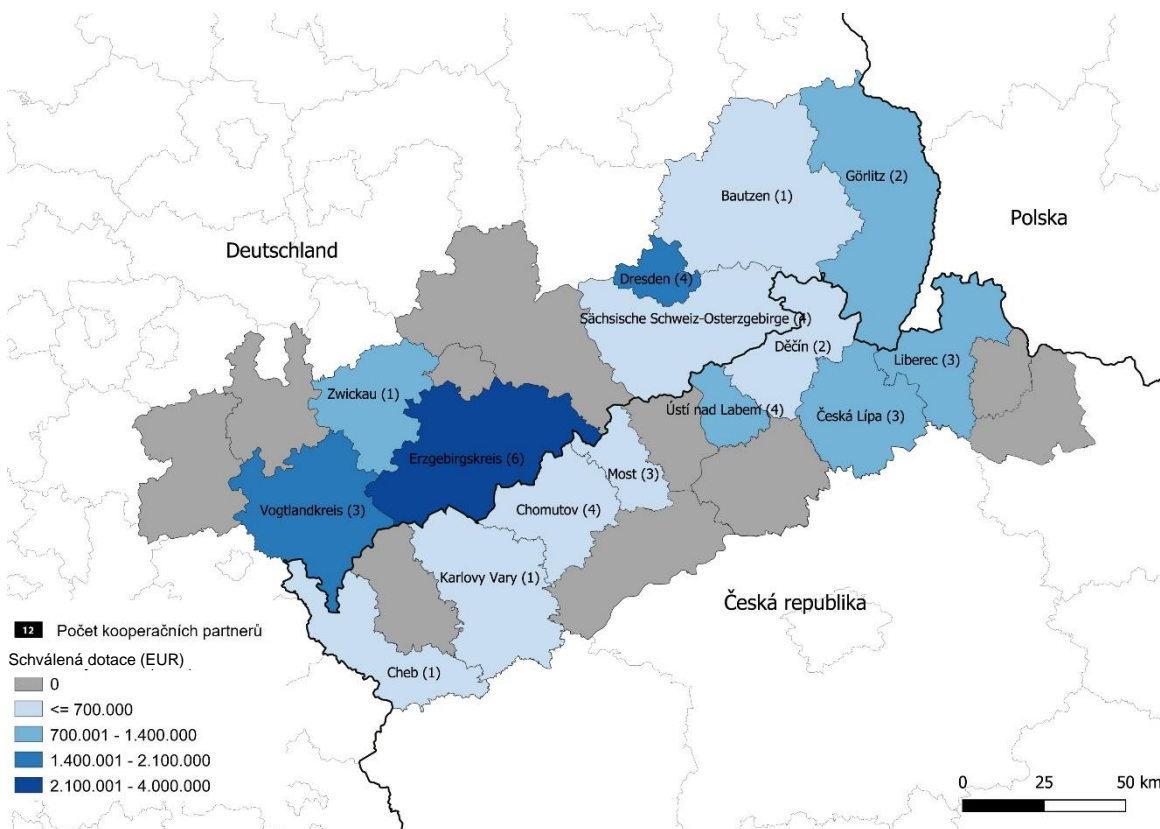 Bautzen (1)
Görlitz (2)
Polska
Deutschland
Dresden (4)
Sächsische Schweiz-Osterzgebirge (4)
Děčín (2)
Liberec (3)
Zwickau (1)
Ústí nad Labem (4)
Česká Lípa (3)
Erzgebirgskreis (6)
Most (3)
Vogtlandkreis (3)
Chomutov (4)
Karlovy Vary (1)
Česká republika
Cheb (1)
12 Počet kooperačních partnerů
Schválená dotace (EUR)
0
<= 700.000
700.001 - 1.400.000
1.400.001 - 2.100.000
2.100.001 - 4.000.000
0 25 50 km